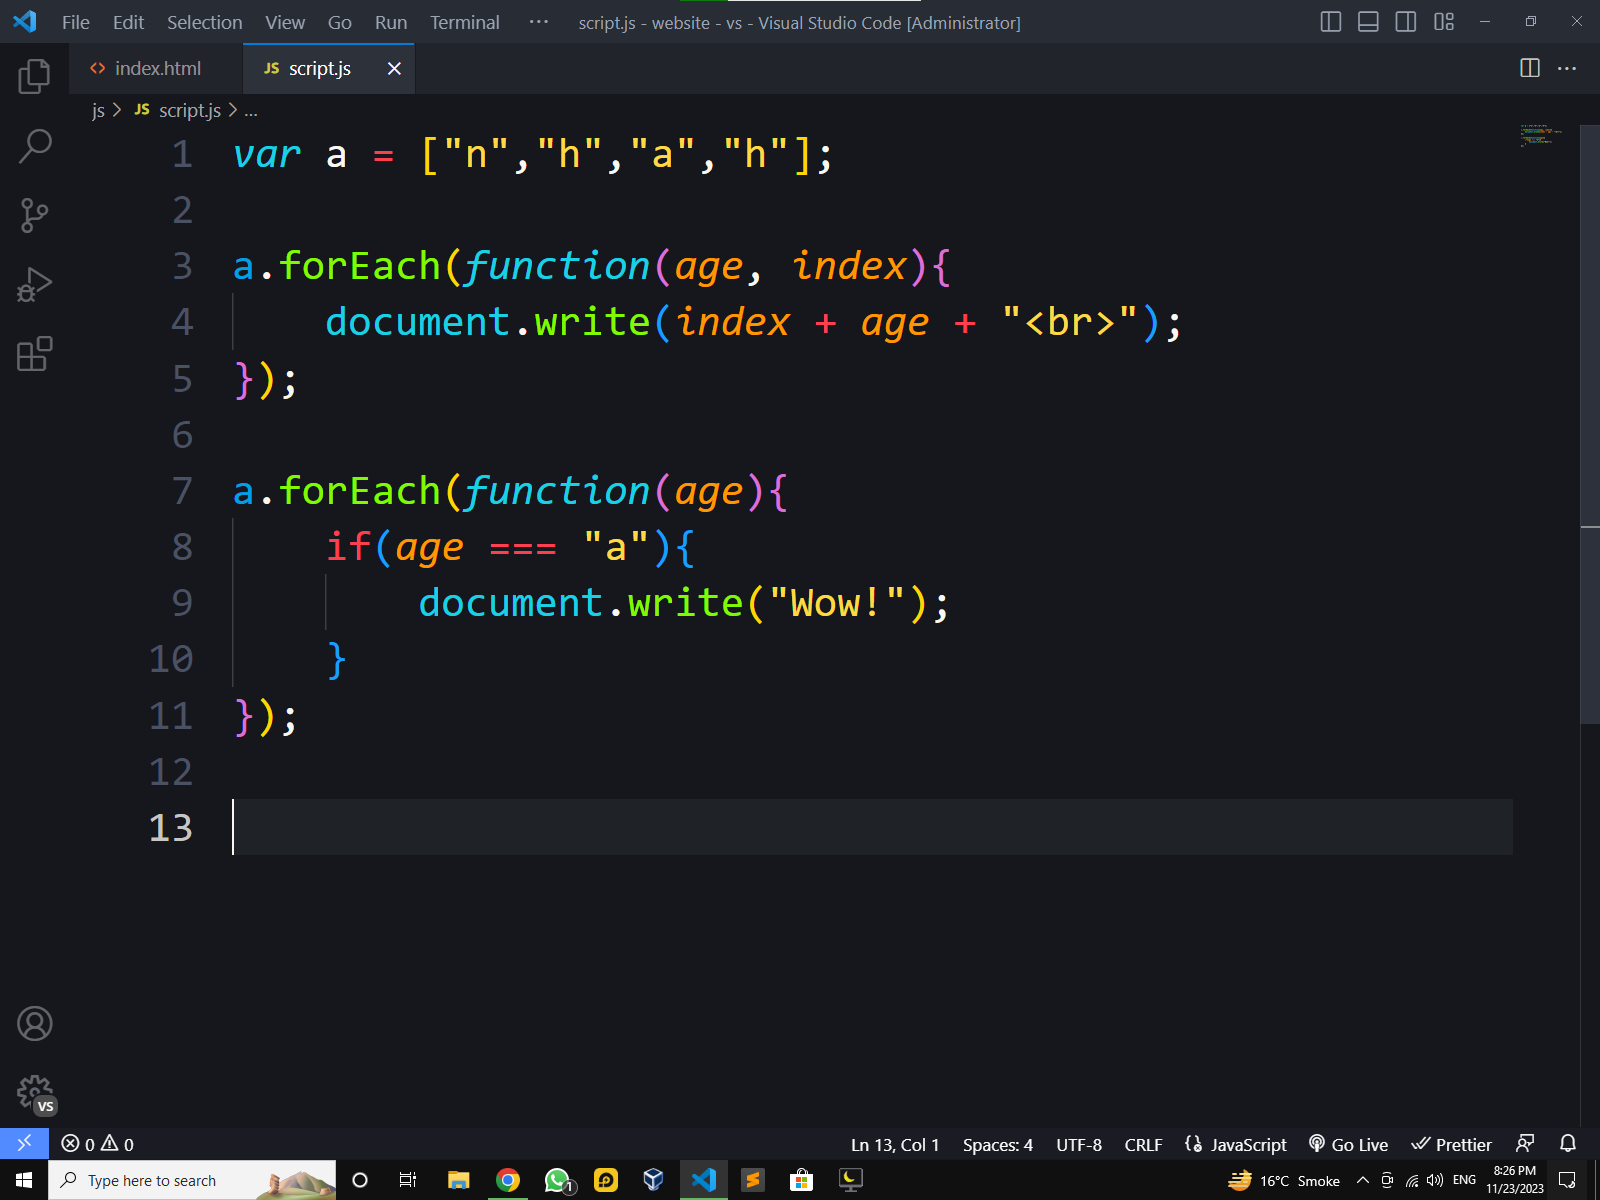 File Edit Selection View Go Run Terminal ··· script.js - website - vs - Visual Studio Code [Administrator]
<> index.html JS script.js
js > JS script.js > ...
1 var a = ["n","h","a","h"];
2
3 a.forEach(function(age, index){
4     document.write(index + age + "<br>");
5 });
6
7 a.forEach(function(age){
8     if(age === "a"){
9         document.write("Wow!");
10     }
11 });
12
13
VS
0 0 Ln 13, Col 1 Spaces: 4 UTF-8 CRLF JavaScript Go Live Prettier
Type here to search 1 16°C Smoke ENG 8:26 PM
11/23/2023